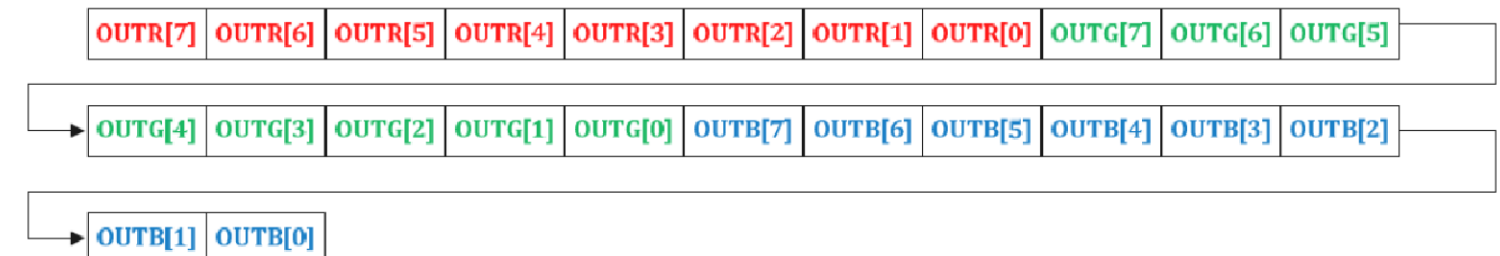 OUTR[7] OUTR[6] OUTR[5] OUTR[4] OUTR[3] OUTR[2] OUTR[1] OUTR[0] OUTG[7] OUTG[6] OUTG[5]
OUTG[4] OUTG[3] OUTG[2] OUTG[1] OUTG[0] OUTB[7] OUTB[6] OUTB[5] OUTB[4] OUTB[3] OUTB[2]
OUTB[1] OUTB[0]